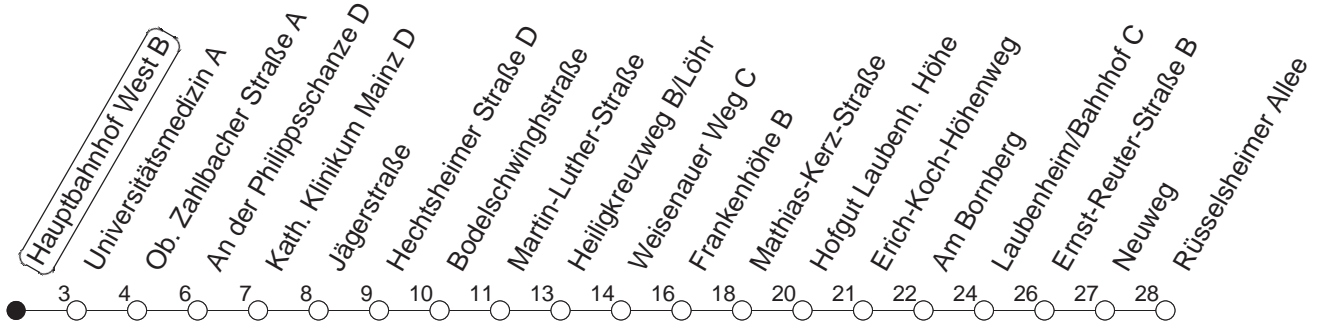 Hauptbahnhof West B
Universitätsmedizin A
Ob. Zahlbacher Straße A
An der Philippsschanze D
Kath. Klinikum Mainz D
Jägerstraße
Hechtsheimer Straße D
Bodelschwinghstraße
Martin-Luther-Straße
Heiligkreuzweg B/Löhr
Weisenauer Weg C
Frankenhöhe B
Mathias-Kerz-Straße
Hofgut Laubenh. Höhe
Erich-Koch-Höhenweg
Am Bornberg
Laubenheim/Bahnhof C
Ernst-Reuter-Straße B
Neuweg
Rüsselsheimer Allee
3 4 6 7 8 9 10 11 13 14 16 18 20 21 22 24 26 27 28